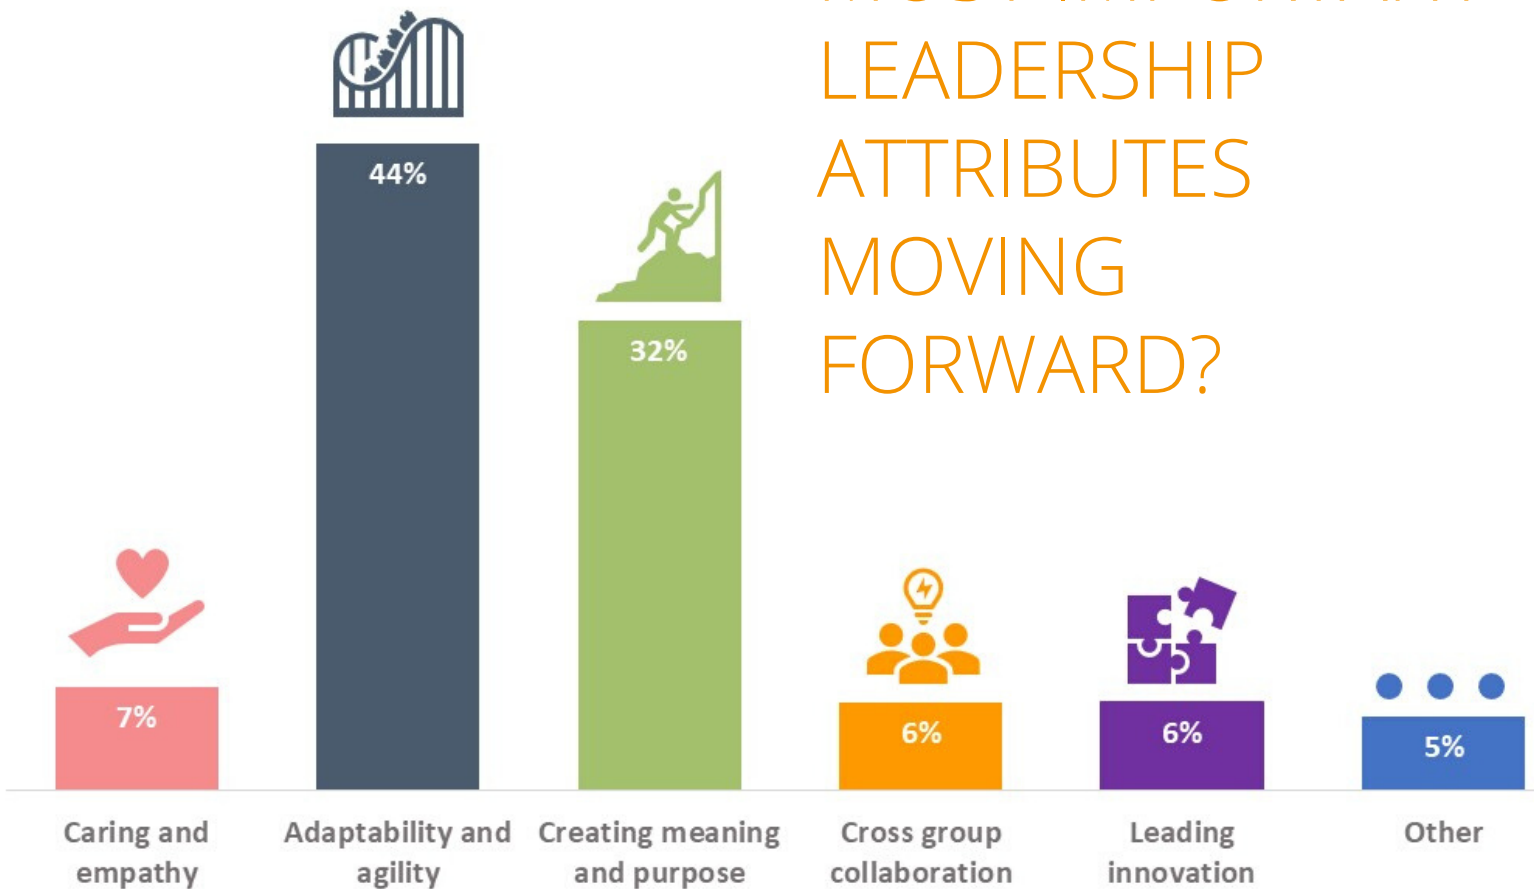 LEADERSHIP
ATTRIBUTES
MOVING
FORWARD?
44%
32%
7%
6%
6%
5%
Caring and
empathy
Adaptability and
agility
Creating meaning
and purpose
Cross group
collaboration
Leading
innovation
Other